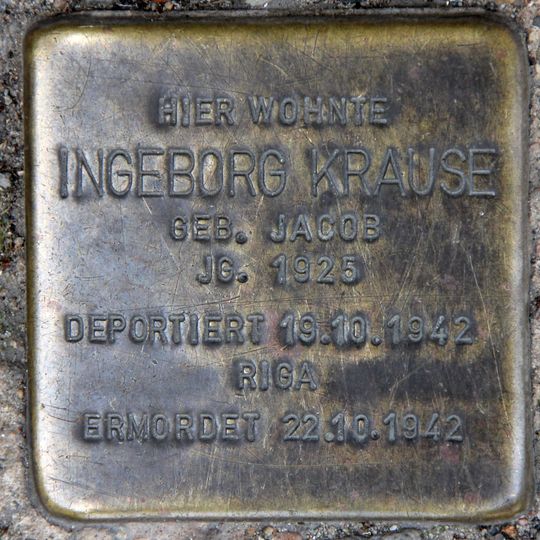 HIER WOHNTE
INGEBORG KRAUSE
GEB. JACOB
JG. 1925
DEPORTIERT 19.10.1942
RIGA
ERMORDET 22.10.1942